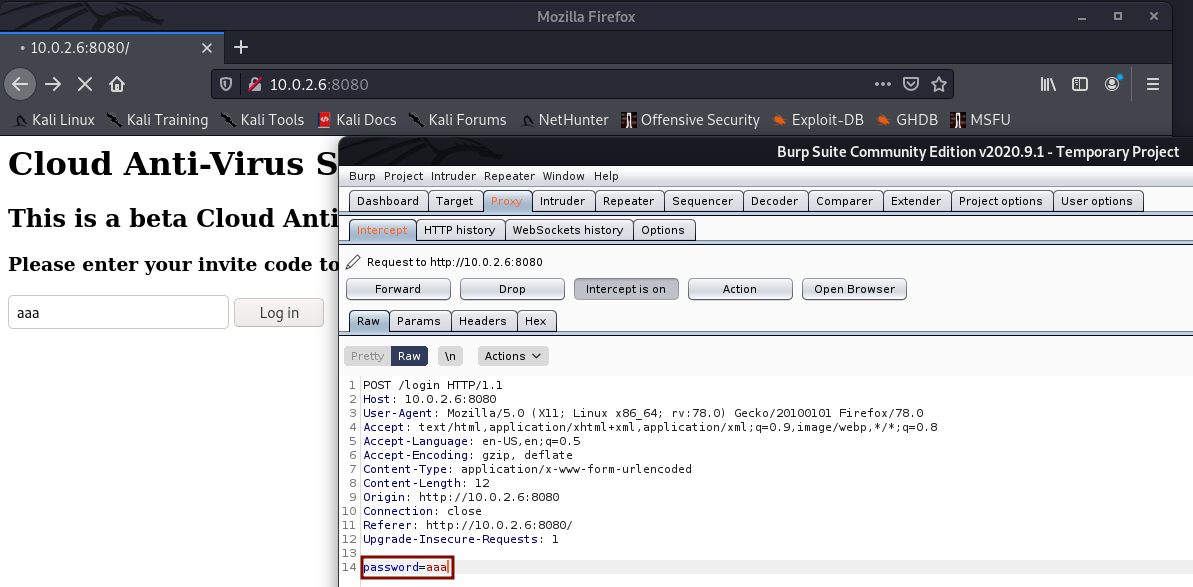 Mozilla Firefox
10.0.2.6:8080/
10.0.2.6:8080
Kali Linux Kali Training Kali Tools Kali Docs Kali Forums NetHunter Offensive Security Exploit-DB GHDB MSFU
Cloud Anti-Virus S
This is a beta Cloud Anti
Please enter your invite code to
aaa Log in
Burp Suite Community Edition v2020.9.1 - Temporary Project
Burp Project Intruder Repeater Window Help
Dashboard Target Proxy Intruder Repeater Sequencer Decoder Comparer Extender Project options User options
Intercept HTTP history WebSockets history Options
Request to http://10.0.2.6:8080
Forward Drop Intercept is on Action Open Browser
Raw Params Headers Hex
Pretty Raw \n Actions
1 POST /login HTTP/1.1
2 Host: 10.0.2.6:8080
3 User-Agent: Mozilla/5.0 (X11; Linux x86_64; rv:78.0) Gecko/20100101 Firefox/78.0
4 Accept: text/html,application/xhtml+xml,application/xml;q=0.9,image/webp,*/*;q=0.8
5 Accept-Language: en-US,en;q=0.5
6 Accept-Encoding: gzip, deflate
7 Content-Type: application/x-www-form-urlencoded
8 Content-Length: 12
9 Origin: http://10.0.2.6:8080
10 Connection: close
11 Referer: http://10.0.2.6:8080/
12 Upgrade-Insecure-Requests: 1
13
14 password=aaa